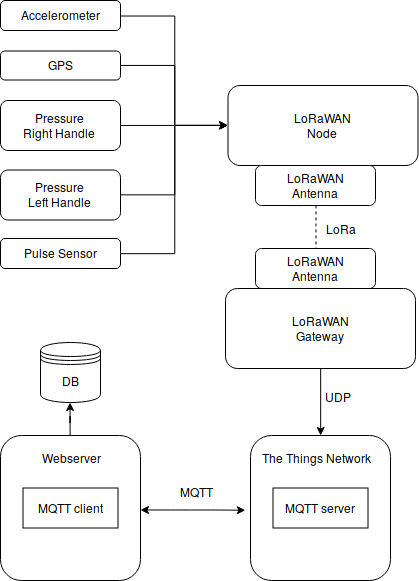 Accelerometer
GPS
Pressure
Right Handle
Pressure
Left Handle
Pulse Sensor
LoRaWAN
Node
LoRaWAN
Antenna
LoRa
LoRaWAN
Antenna
LoRaWAN
Gateway
UDP
DB
Webserver
MQTT client
MQTT
The Things Network
MQTT server